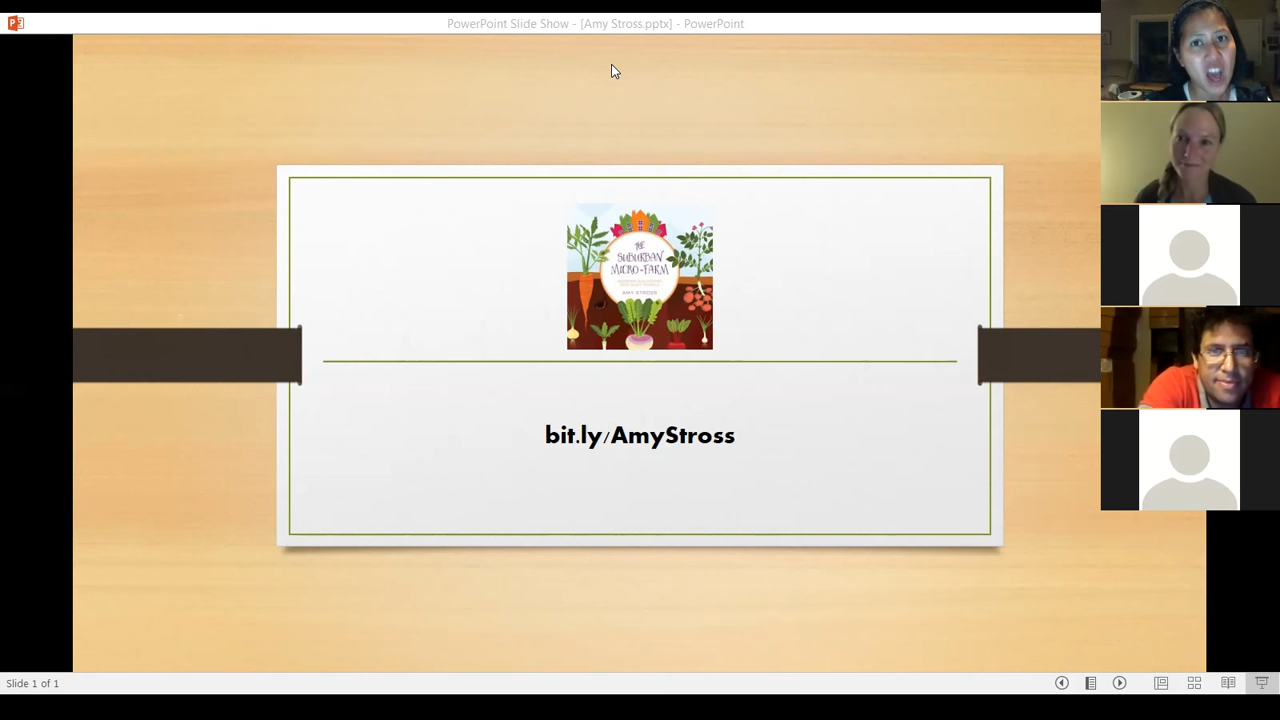 PowerPoint Slide Show - [Amy Stross.pptx] - PowerPoint
THE
SUBURBAN
MICRO-FARM
AMY STROSS
bit.ly/AmyStross
Slide 1 of 1